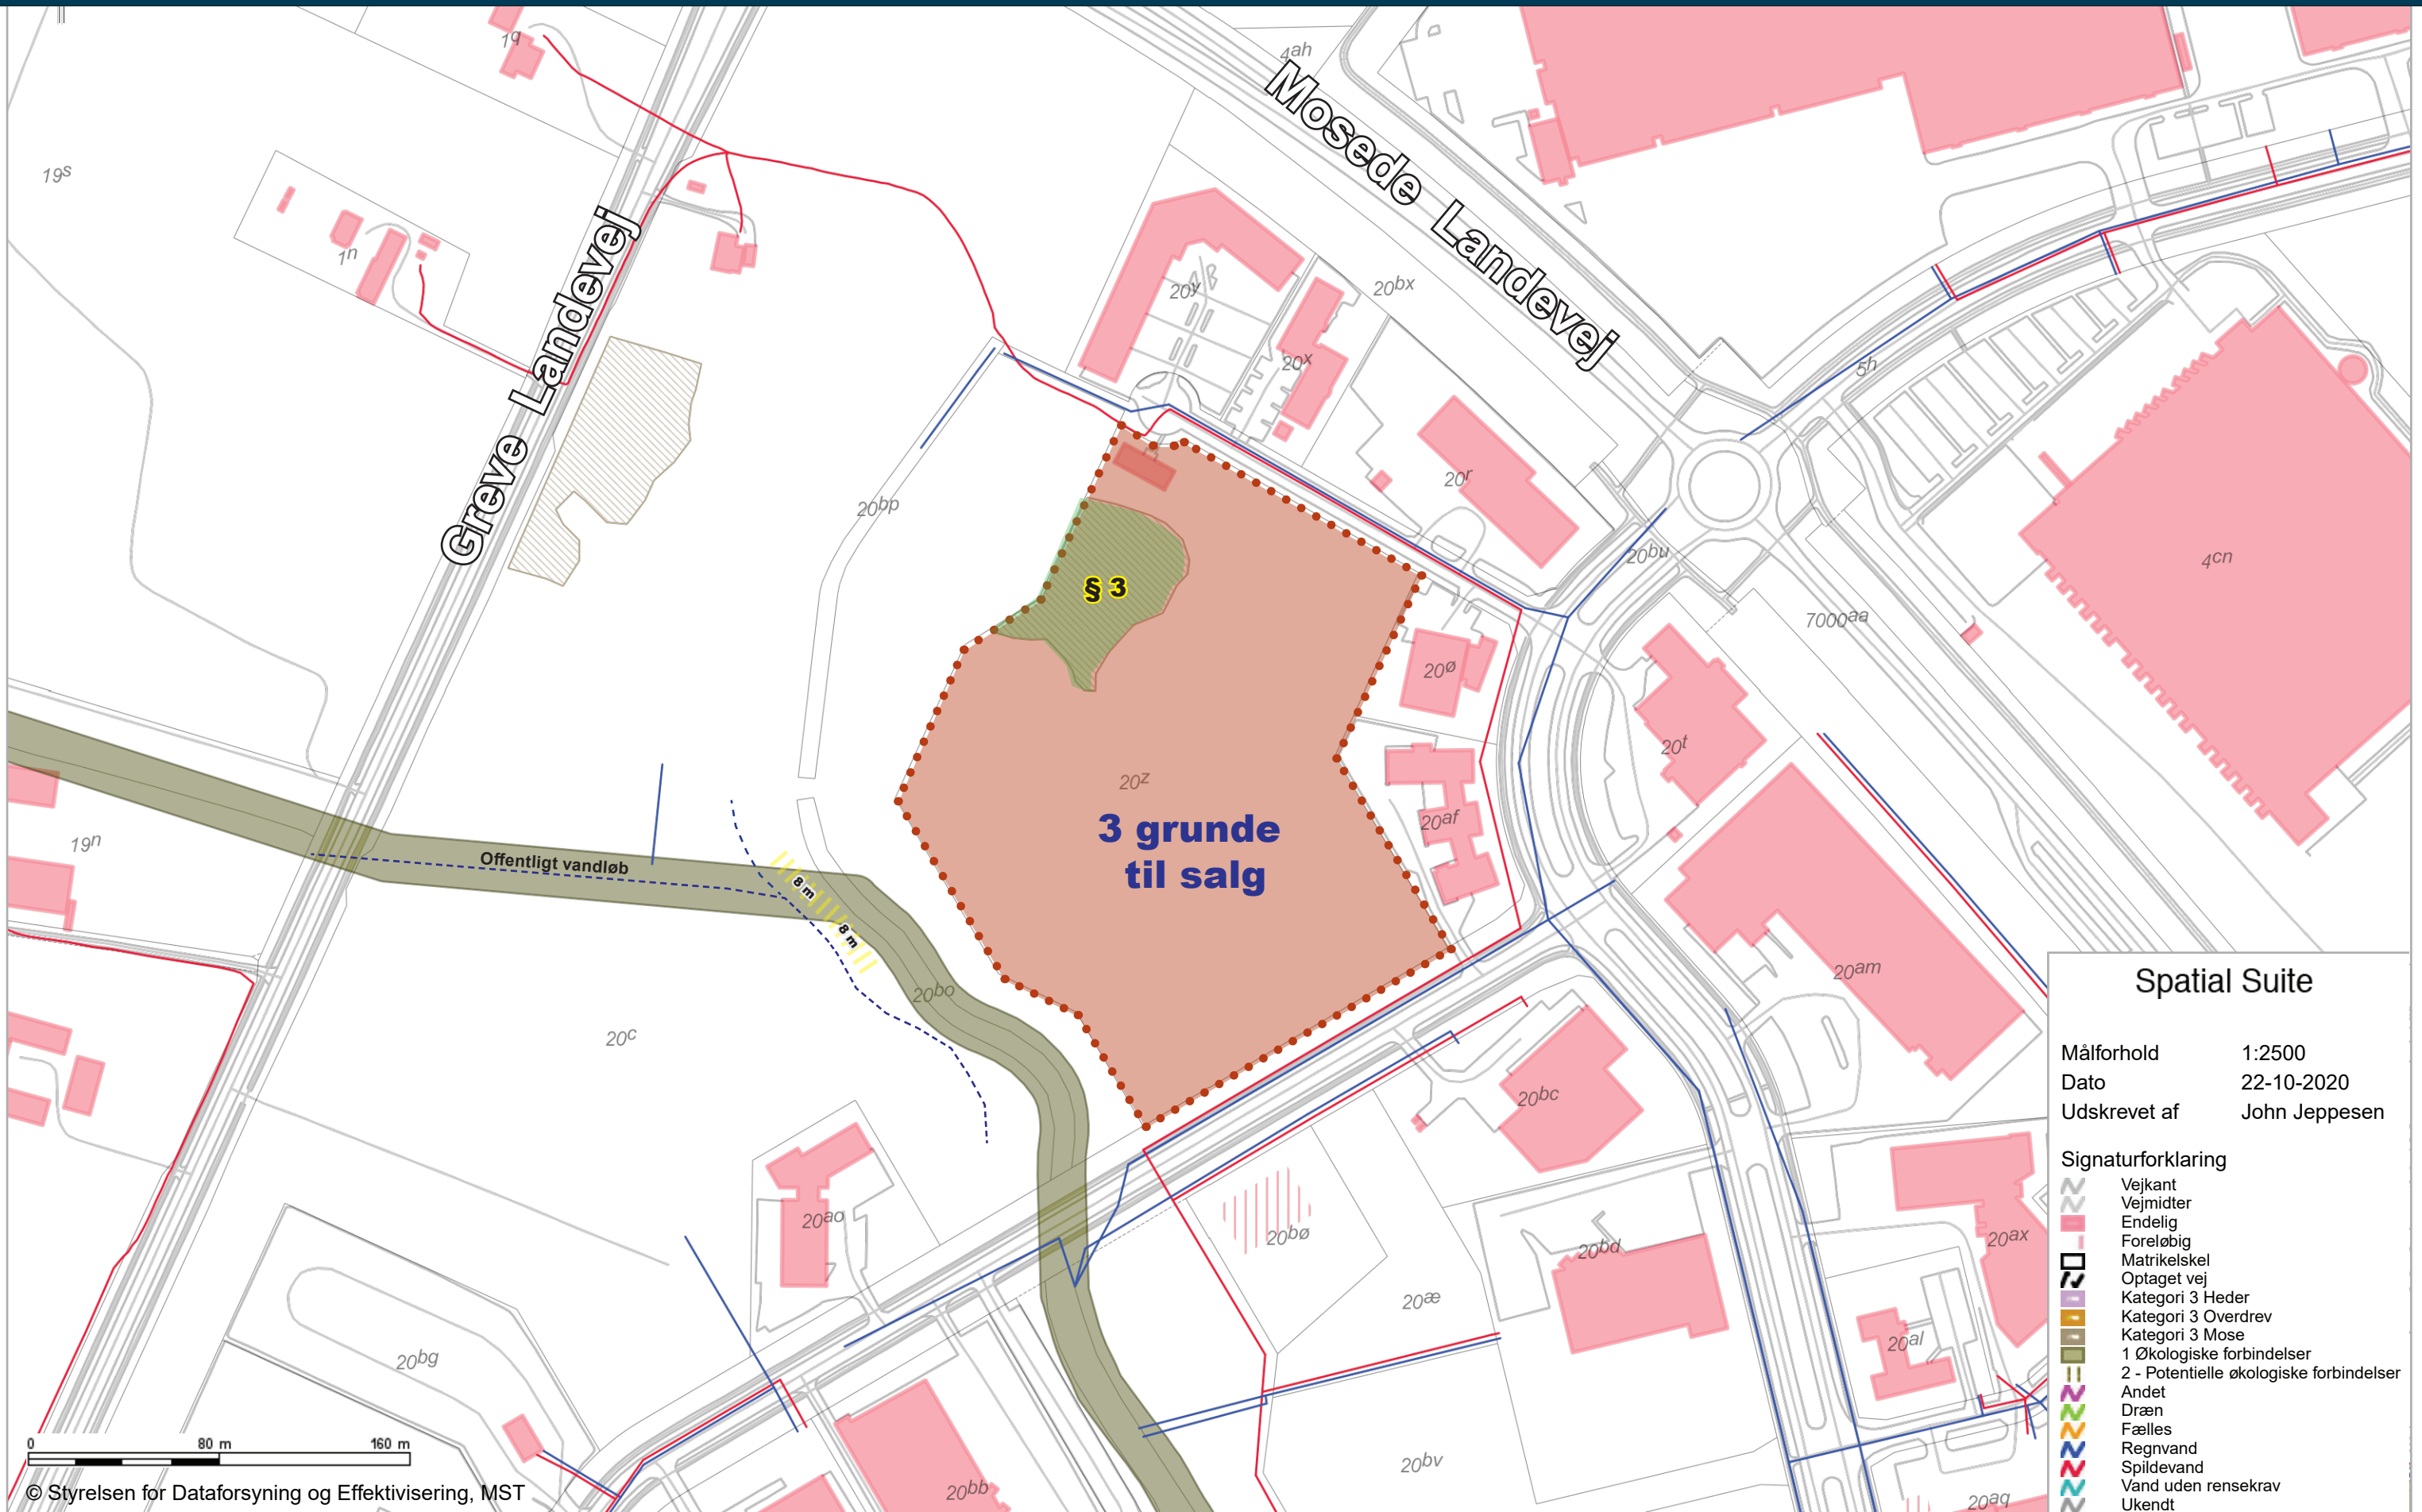 1q
4ah
Mosede Landevej
19s
1n
Greve Landevej
20y
20bx
20x
5h
20r
20bp
20bu
4cn
§ 3
7000aa
20ø
20t
20z
3 grunde
til salg
20af
19n
Offentligt vandløb
8 m
8 m
20bo
20am
20c
20bc
20ao
7
20bø
20bd
20ax
20æ
20al
20bg
20bv
20bb
20aq
0 80 m 160 m
© Styrelsen for Dataforsyning og Effektivisering, MST
Spatial Suite
Målforhold 1:2500
Dato 22-10-2020
Udskrevet af John Jeppesen
Signaturforklaring
Vejkant
Vejmidter
Endelig
Foreløbig
Matrikelskel
Optaget vej
Kategori 3 Heder
Kategori 3 Overdrev
Kategori 3 Mose
1 Økologiske forbindelser
2 - Potentielle økologiske forbindelser
Andet
Dræn
Fælles
Regnvand
Spildevand
Vand uden rensekrav
Ukendt